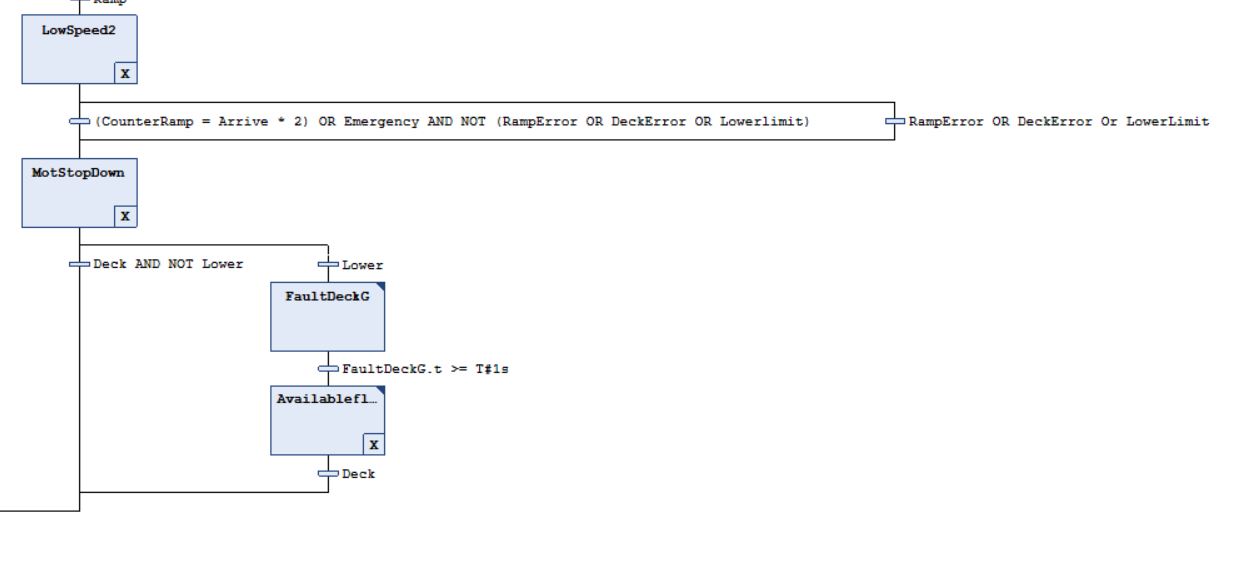 Ramp
LowSpeed2
X
(CounterRamp = Arrive * 2) OR Emergency AND NOT (RampError OR DeckError OR Lowerlimit)
RampError OR DeckError Or LowerLimit
MotStopDown
X
Deck AND NOT Lower
Lower
FaultDeckG
FaultDeckG.t >= T#1s
Availablefl…
X
Deck